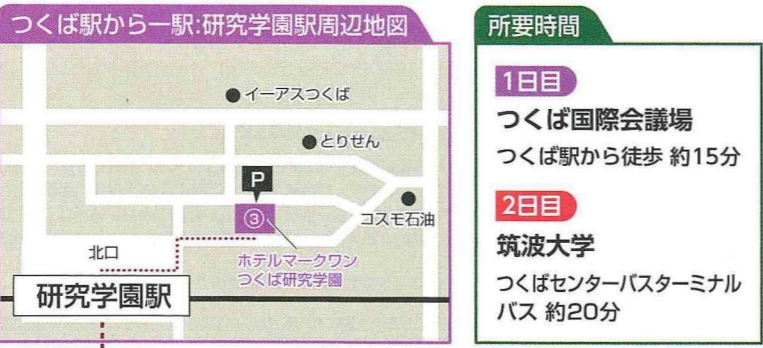 つくば駅から一駅:研究学園駅周辺地図
イーアスつくば
とりせん
P
③
コスモ石油
北口
ホテルマークワン
つくば研究学園
研究学園駅
所要時間
1日目
つくば国際会議場
つくば駅から徒歩 約15分
2日目
筑波大学
つくばセンターバスターミナル
バス 約20分